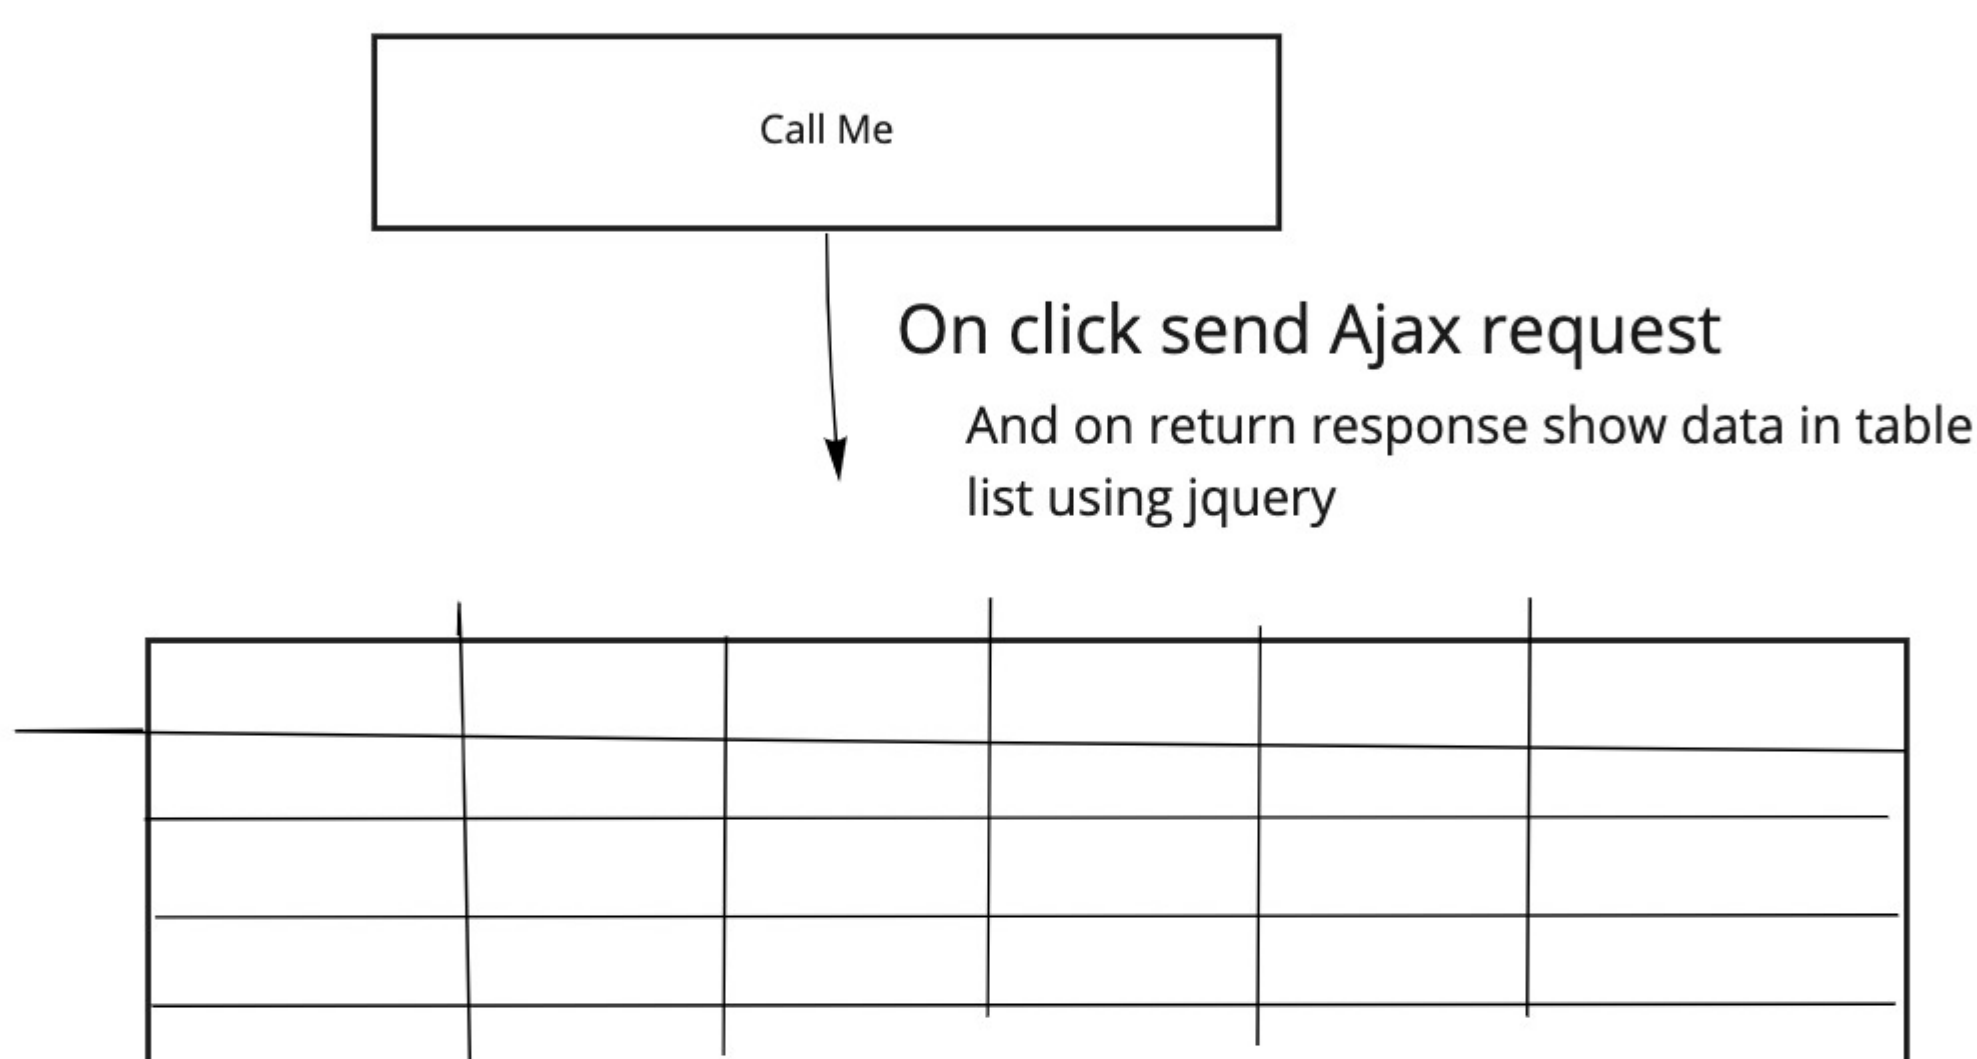 Call Me
On click send Ajax request
And on return response show data in table
list using jquery